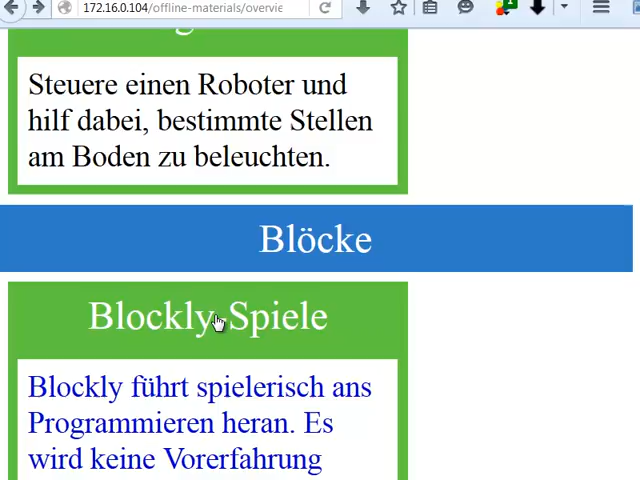 172.16.0.104/offline-materials/overvie
Steuere einen Roboter und
hilf dabei, bestimmte Stellen
am Boden zu beleuchten.
Blöcke
Blockly-Spiele
Blockly führt spielerisch ans
Programmieren heran. Es
wird keine Vorerfahrung